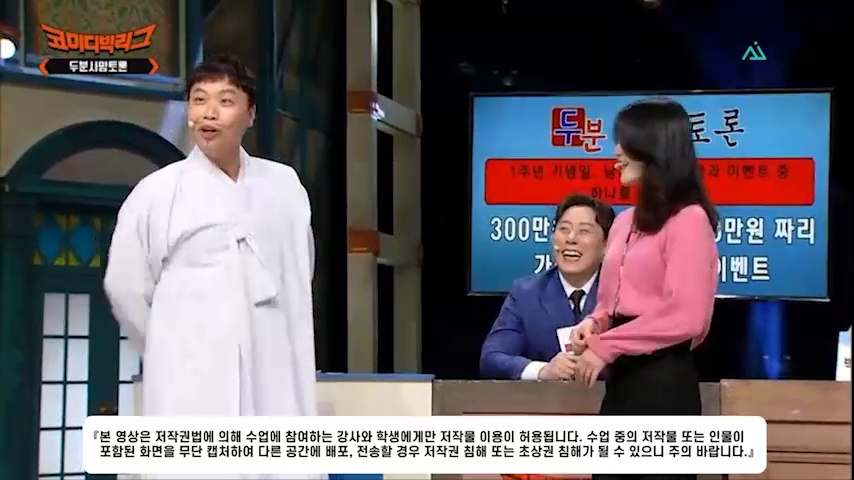 코미디빅리그
두분사망토론
두분 토론
1주년 기념일, 이벤트 중
하나를
300만 만원 짜리
이벤트
『본 영상은 저작권법에 의해 수업에 참여하는 강사와 학생에게만 저작물 이용이 허용됩니다. 수업 중의 저작물 또는 인물이
포함된 화면을 무단 캡처하여 다른 공간에 배포, 전송할 경우 저작권 침해 또는 초상권 침해가 될 수 있으니 주의 바랍니다.』